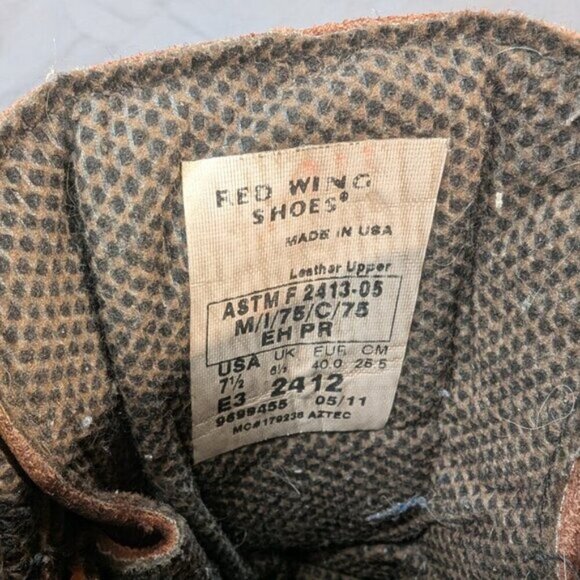 RED WING
SHOES®
MADE IN USA
Leather Upper
ASTM F 2413-05
M/I/75/C/75
EH PR
USA UK EUR CM
7½ 6½ 40.0 25.5
E3 2412
9699455 05/11
MC#179238 AZTEC